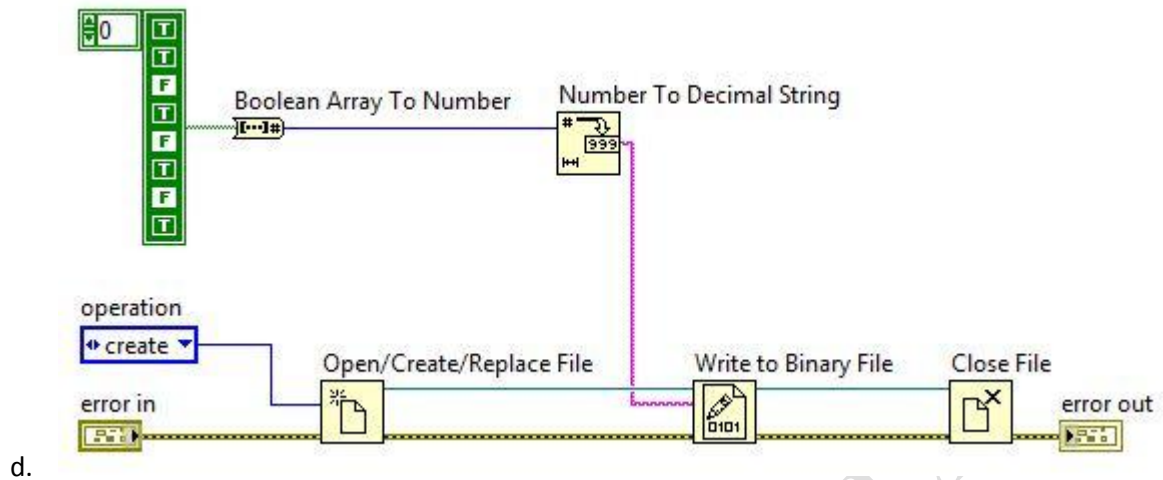 0
T
T
F
T
F
T
F
T
Boolean Array To Number
[···]#
Number To Decimal String
#
999
operation
create
Open/Create/Replace File
Write to Binary File
Close File
error in
0101
error out
d.